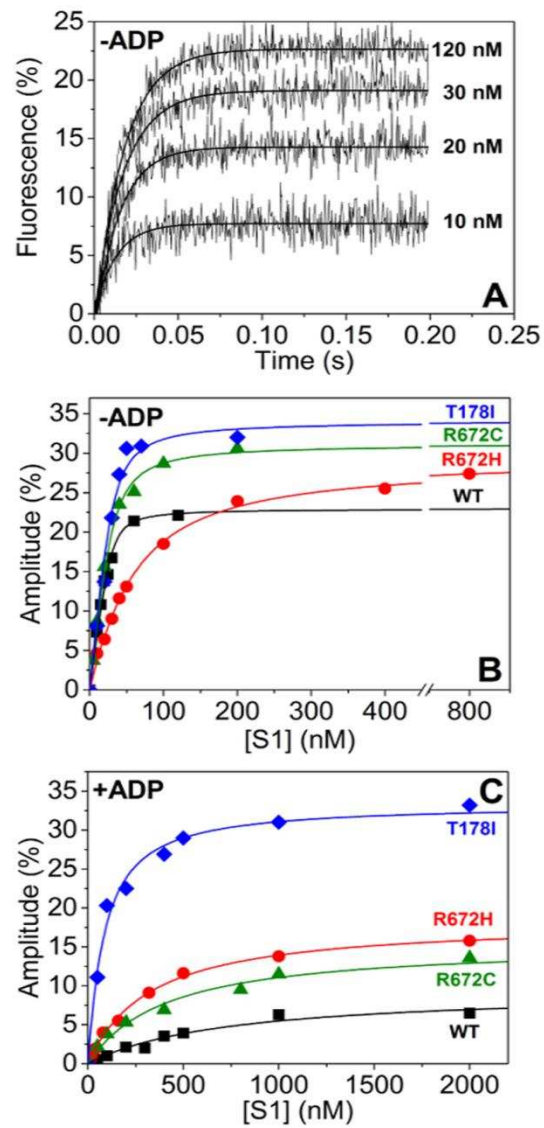 -ADP
120 nM
30 nM
20 nM
10 nM
Fluorescence (%)
25
20
15
10
5
0
0.00 0.05 0.10 0.15 0.20 0.25
Time (s)
A
-ADP
T178I
R672C
R672H
WT
Amplitude (%)
35
30
25
20
15
10
5
0
0 100 200 300 400 800
[S1] (nM)
B
+ADP
C
T178I
R672H
R672C
WT
Amplitude (%)
35
30
25
20
15
10
5
0
0 500 1000 1500 2000
[S1] (nM)